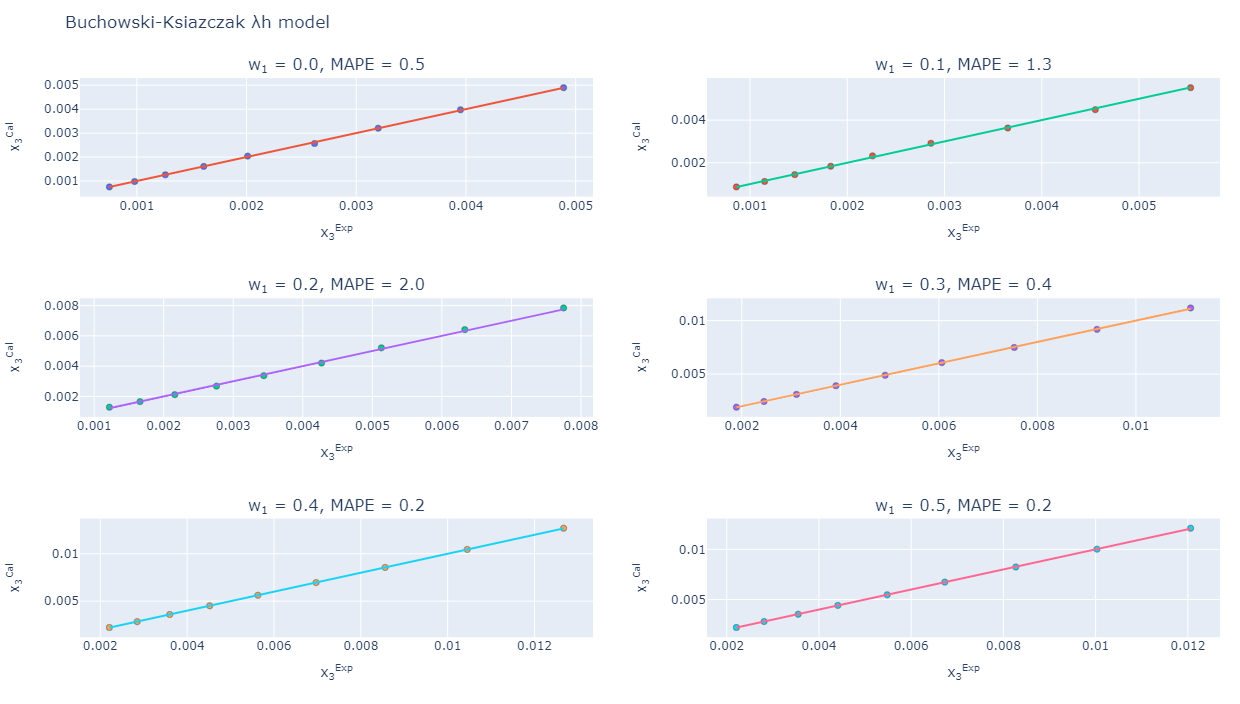 Buchowski-Ksiazczak λh model
w₁ = 0.0, MAPE = 0.5
x₃ᶜᵃˡ
0.005
0.004
0.003
0.002
0.001
0.001 0.002 0.003 0.004 0.005
x₃ᴱˣᵖ
w₁ = 0.1, MAPE = 1.3
x₃ᶜᵃˡ
0.004
0.002
0.001 0.002 0.003 0.004 0.005
x₃ᴱˣᵖ
w₁ = 0.2, MAPE = 2.0
x₃ᶜᵃˡ
0.008
0.006
0.004
0.002
0.001 0.002 0.003 0.004 0.005 0.006 0.007 0.008
x₃ᴱˣᵖ
w₁ = 0.3, MAPE = 0.4
x₃ᶜᵃˡ
0.01
0.005
0.002 0.004 0.006 0.008 0.01
x₃ᴱˣᵖ
w₁ = 0.4, MAPE = 0.2
x₃ᶜᵃˡ
0.01
0.005
0.002 0.004 0.006 0.008 0.01 0.012
x₃ᴱˣᵖ
w₁ = 0.5, MAPE = 0.2
x₃ᶜᵃˡ
0.01
0.005
0.002 0.004 0.006 0.008 0.01 0.012
x₃ᴱˣᵖ